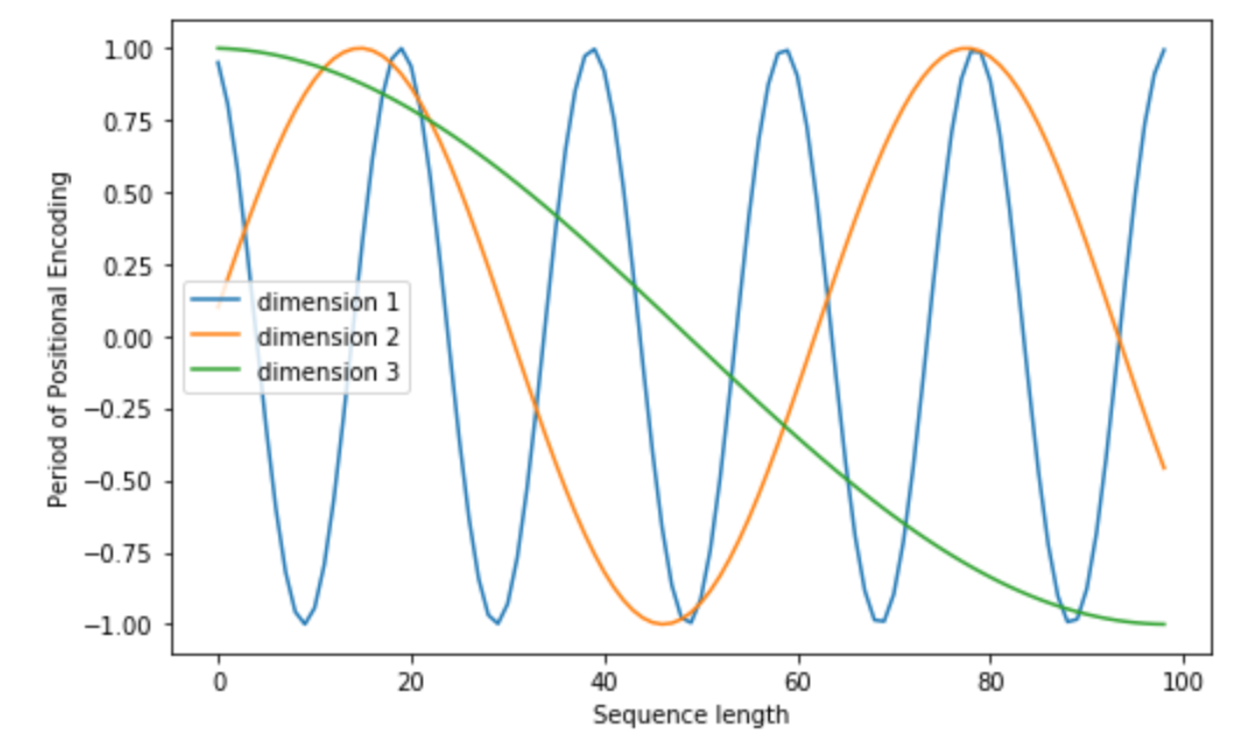 Period of Positional Encoding
1.00
0.75
0.50
0.25
0.00
−0.25
−0.50
−0.75
−1.00
dimension 1
dimension 2
dimension 3
0 20 40 60 80 100
Sequence length